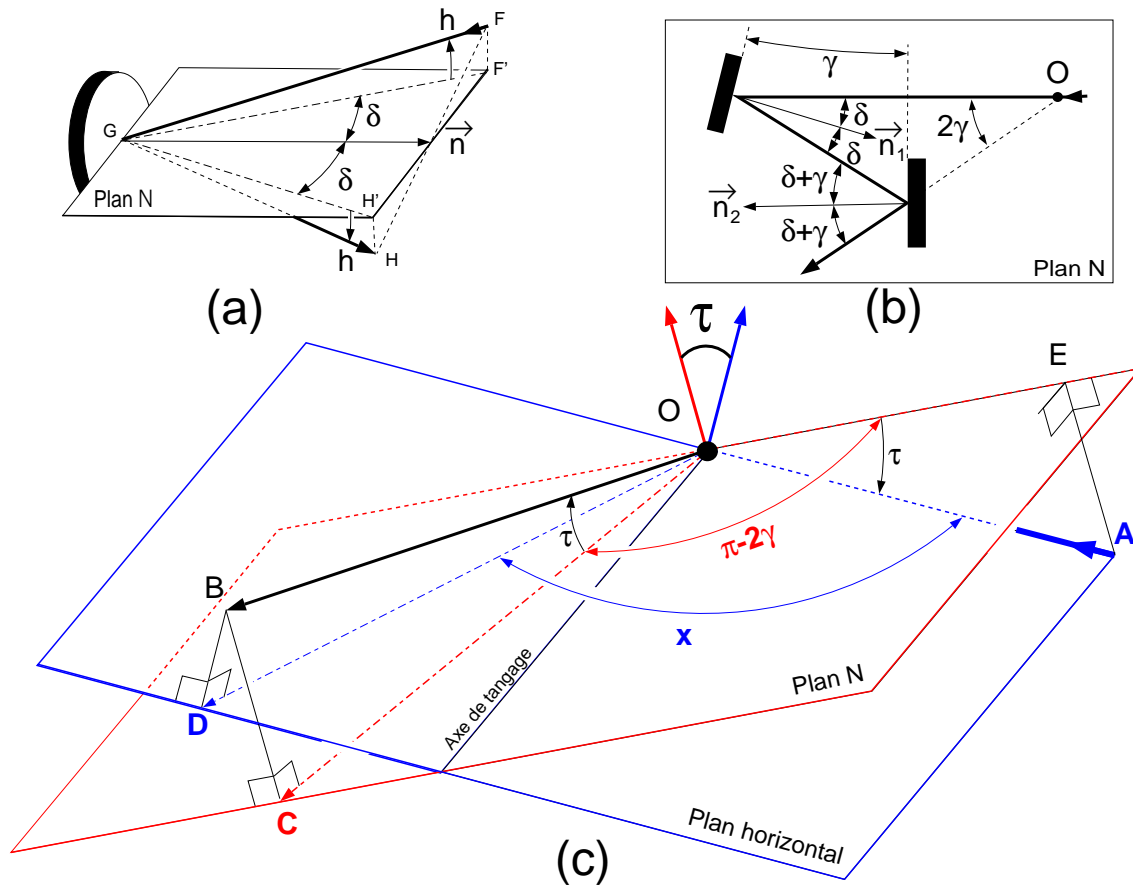 h
F
F'
G
δ
n
δ
Plan N
H'
h
H
(a)
γ
O
δ
n₁
δ
2γ
δ+γ
n₂
δ+γ
Plan N
(b)
τ
O
E
τ
A
π-2γ
τ
B
x
D
Axe de tangage
Plan N
C
Plan horizontal
(c)